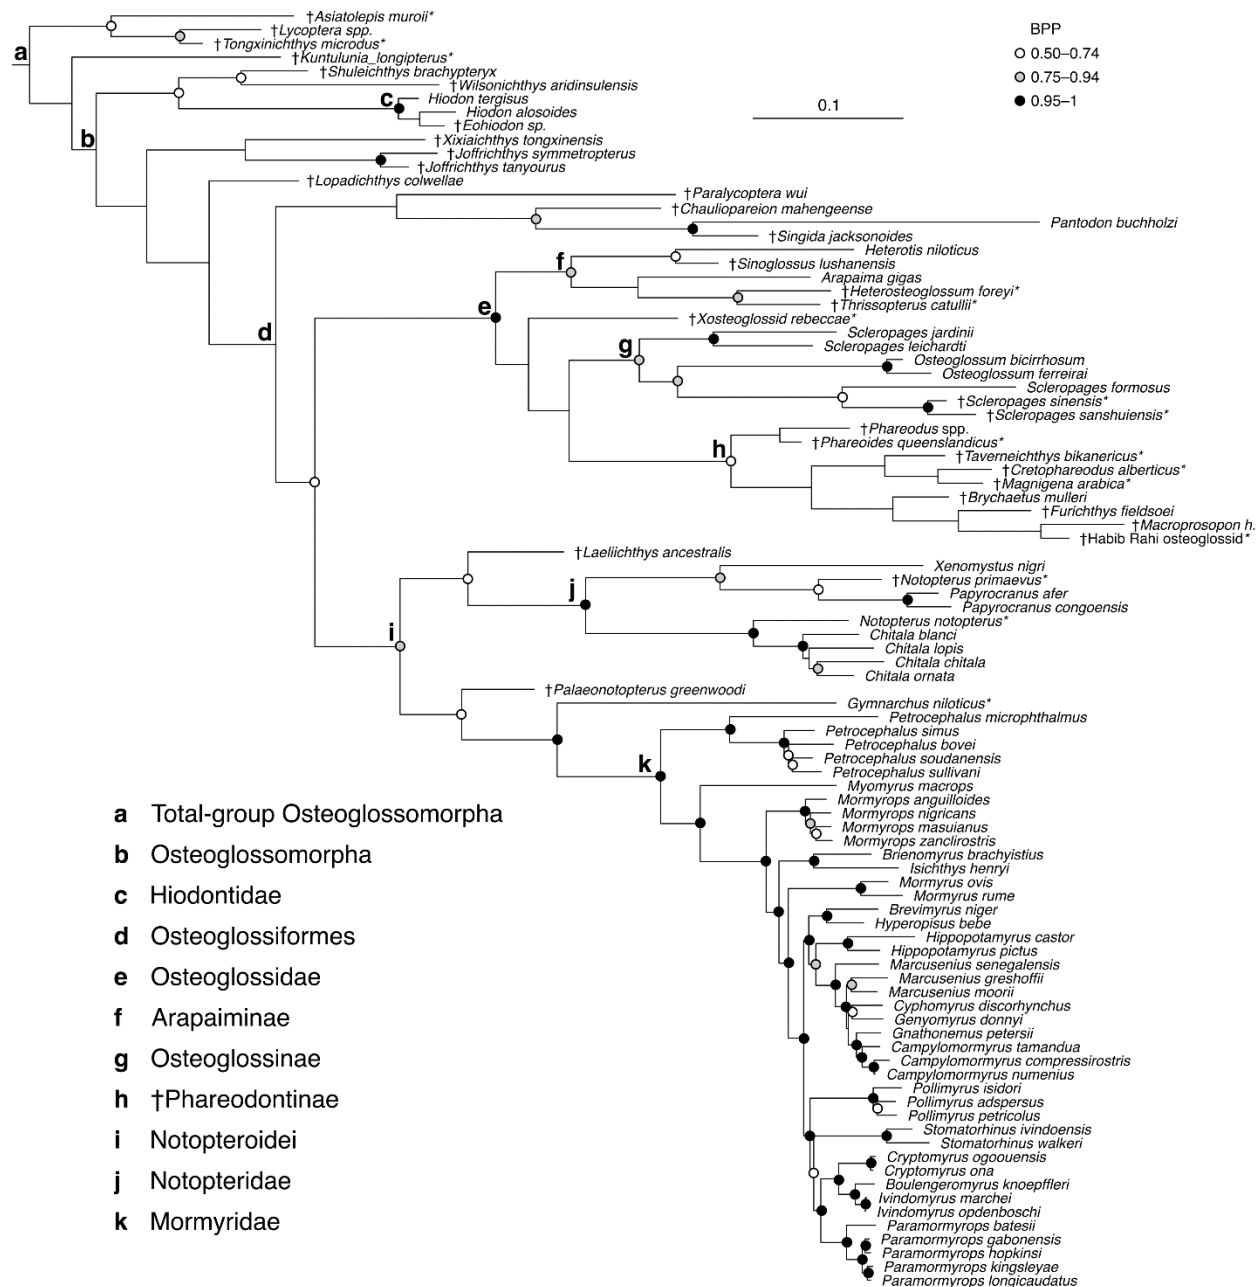 †Asiatolepis muroii*
†Lycoptera spp.
†Tongxinichthys microdus*
a
†Kuntulunia_longipterus*
†Shuleichthys brachypteryx
†Wilsonichthys aridinsulensis
c
Hiodon tergisus
Hiodon alosoides
†Eohiodon sp.
b
†Xixiaichthys tongxinensis
†Joffrichthys symmetropterus
†Joffrichthys tanyourus
†Lopadichthys colwellae
†Paralycoptera wui
†Chauliopareion mahengeense
Pantodon buchholzi
†Singida jacksonoides
Heterotis niloticus
f
†Sinoglossus lushanensis
Arapaima gigas
†Heterosteoglossum foreyi*
†Thrissopterus catullii*
e
†Xosteoglossid rebeccae*
d
Scleropages jardinii
g
Scleropages leichardti
Osteoglossum bicirrhosum
Osteoglossum ferreirai
Scleropages formosus
†Scleropages sinensis*
†Scleropages sanshuiensis*
†Phareodus spp.
†Phareoides queenslandicus*
h
†Taverneichthys bikanericus*
†Cretophareodus alberticus*
†Magnigena arabica*
†Brychaetus mulleri
†Furichthys fieldsoei
†Macroprosopon h.
†Habib Rahi osteoglossid*
†Laeliichthys ancestralis
Xenomystus nigri
†Notopterus primaevus*
j
Papyrocranus afer
Papyrocranus congoensis
Notopterus notopterus*
i
Chitala blanci
Chitala lopis
Chitala chitala
Chitala ornata
†Palaeonotopterus greenwoodi
Gymnarchus niloticus*
Petrocephalus microphthalmus
Petrocephalus simus
Petrocephalus bovei
Petrocephalus soudanensis
k
Petrocephalus sullivani
Myomyrus macrops
Mormyrops anguilloides
Mormyrops nigricans
Mormyrops masuianus
Mormyrops zanclirostris
Brienomyrus brachyistius
Isichthys henryi
Mormyrus ovis
Mormyrus rume
Brevimyrus niger
Hyperopisus bebe
Hippopotamyrus castor
Hippopotamyrus pictus
Marcusenius senegalensis
Marcusenius greshoffii
Marcusenius moorii
Cyphomyrus discorhynchus
Genyomyrus donnyi
Gnathonemus petersii
Campylomormyrus tamandua
Campylomormyrus compressirostris
Campylomormyrus numenius
Pollimyrus isidori
Pollimyrus adspersus
Pollimyrus petricolus
Stomatorhinus ivindoensis
Stomatorhinus walkeri
Cryptomyrus ogoouensis
Cryptomyrus ona
Boulengeromyrus knoepffleri
Ivindomyrus marchei
Ivindomyrus opdenboschi
Paramormyrops batesii
Paramormyrops gabonensis
Paramormyrops hopkinsi
Paramormyrops kingsleyae
Paramormyrops longicaudatus
BPP
0.50–0.74
0.75–0.94
0.95–1
0.1
a Total-group Osteoglossomorpha
b Osteoglossomorpha
c Hiodontidae
d Osteoglossiformes
e Osteoglossidae
f Arapaiminae
g Osteoglossinae
h †Phareodontinae
i Notopteroidei
j Notopteridae
k Mormyridae